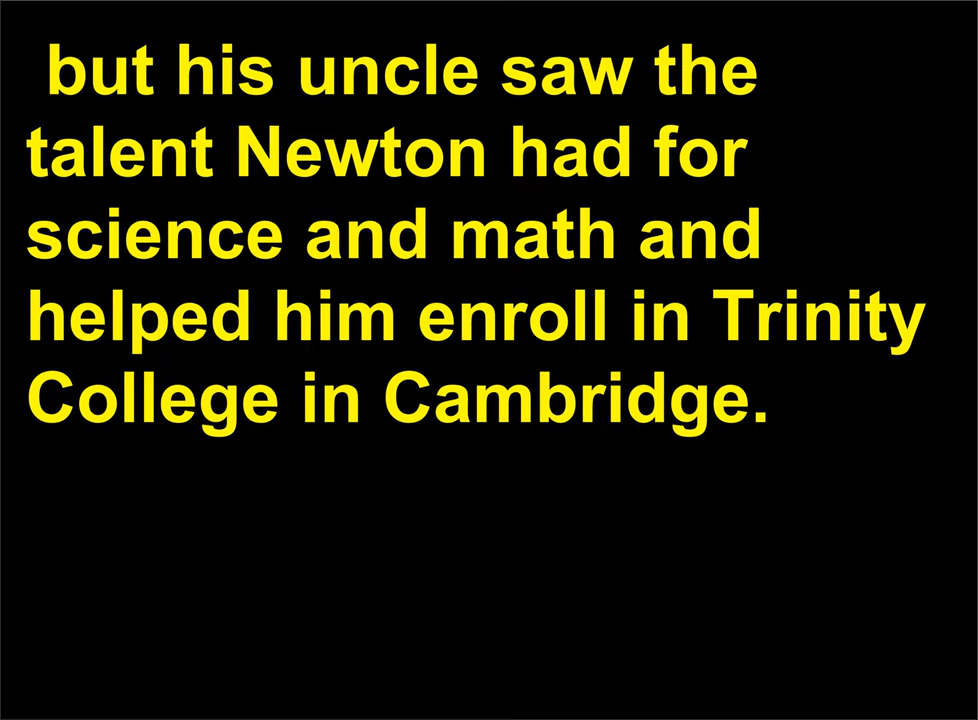 but his uncle saw the
talent Newton had for
science and math and
helped him enroll in Trinity
College in Cambridge.